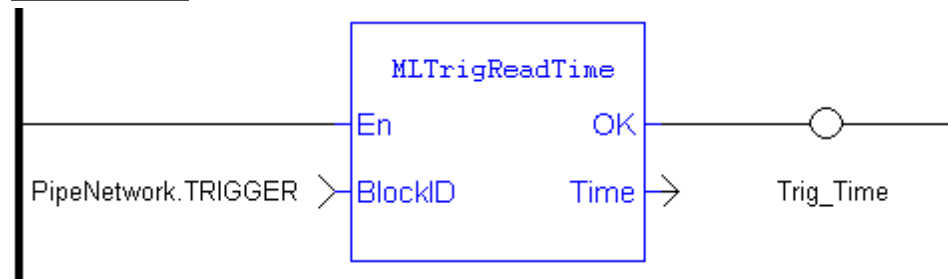 MLTrigReadTime
En OK
PipeNetwork.TRIGGER BlockID Time Trig_Time